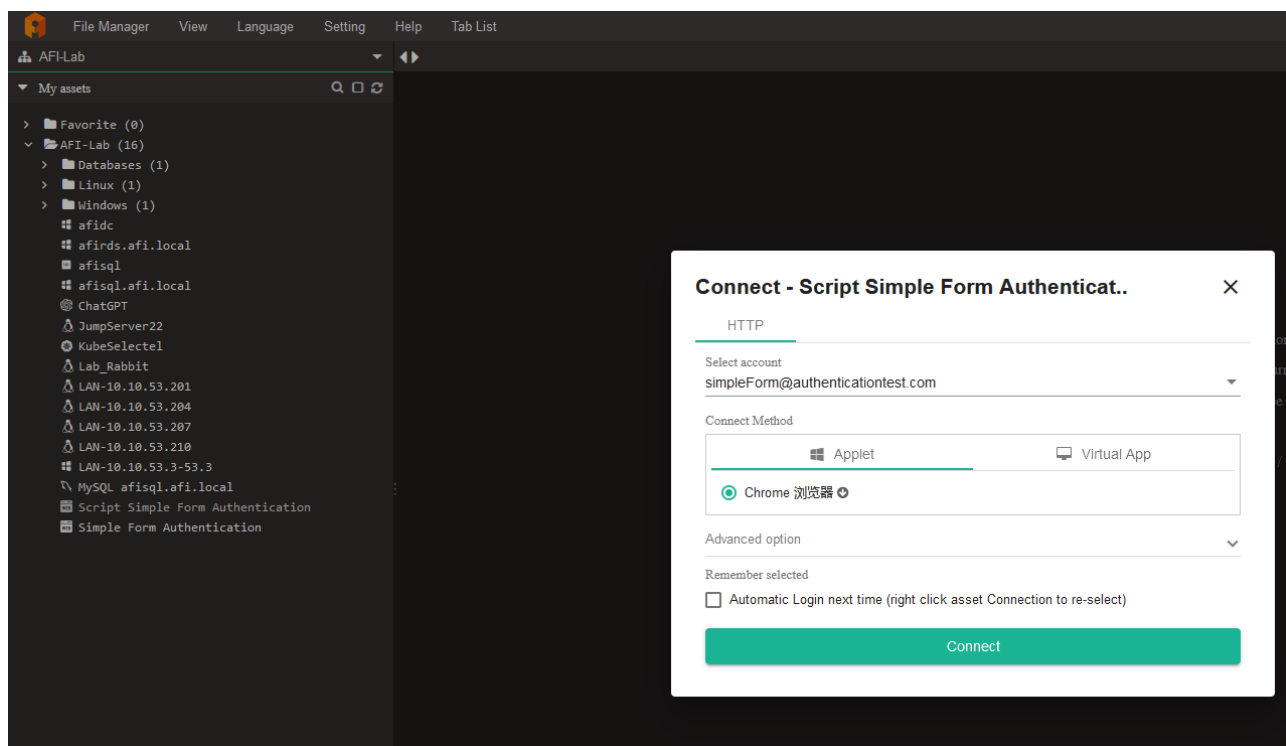 File Manager View Language Setting Help Tab List
AFI-Lab
My assets
Favorite (0)
AFI-Lab (16)
Databases (1)
Linux (1)
Windows (1)
afidc
afirds.afi.local
afisql
afisql.afi.local
ChatGPT
JumpServer22
KubeSelectel
Lab_Rabbit
LAN-10.10.53.201
LAN-10.10.53.204
LAN-10.10.53.207
LAN-10.10.53.210
LAN-10.10.53.3-53.3
MySQL afisql.afi.local
Script Simple Form Authentication
Simple Form Authentication
Connect - Script Simple Form Authenticat..
HTTP
Select account
simpleForm@authenticationtest.com
Connect Method
Applet Virtual App
Chrome 浏览器
Advanced option
Remember selected
Automatic Login next time (right click asset Connection to re-select)
Connect